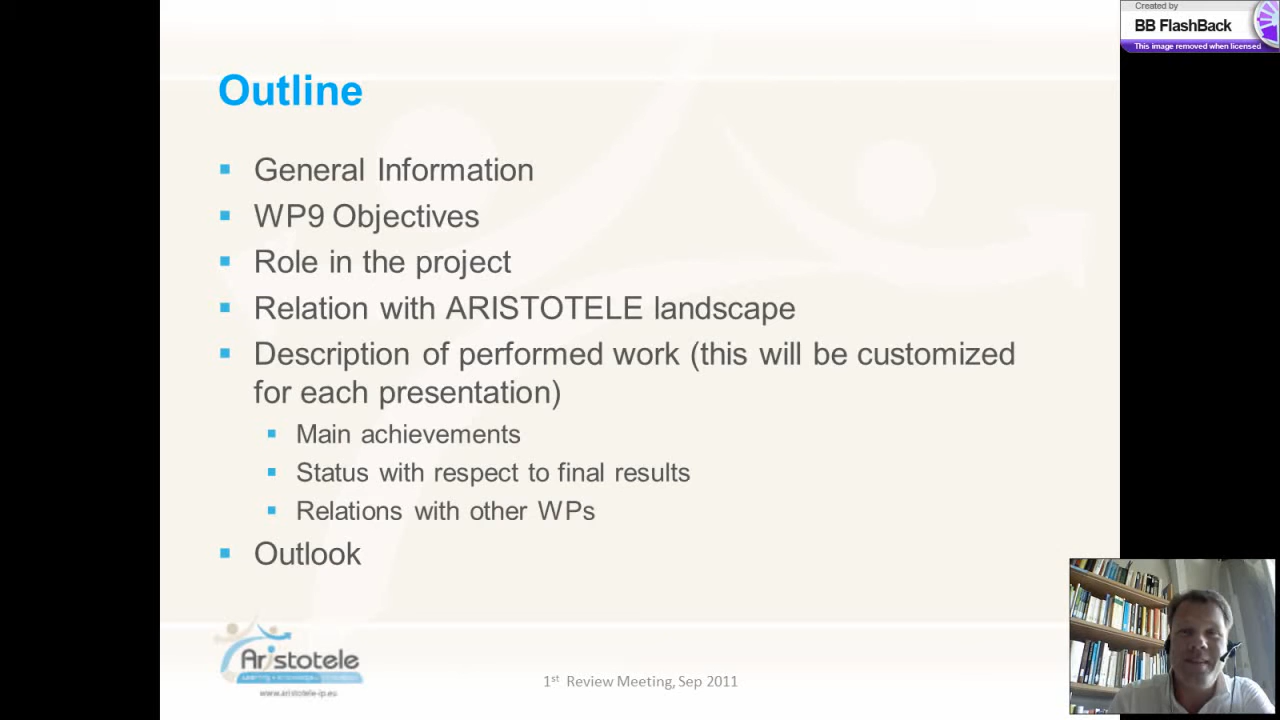 Created by
BB FlashBack
This image removed when licensed
Outline
General Information
WP9 Objectives
Role in the project
Relation with ARISTOTELE landscape
Description of performed work (this will be customized
for each presentation)
Main achievements
Status with respect to final results
Relations with other WPs
Outlook
Aristotele
www.aristotele-ip.eu
1st Review Meeting, Sep 2011